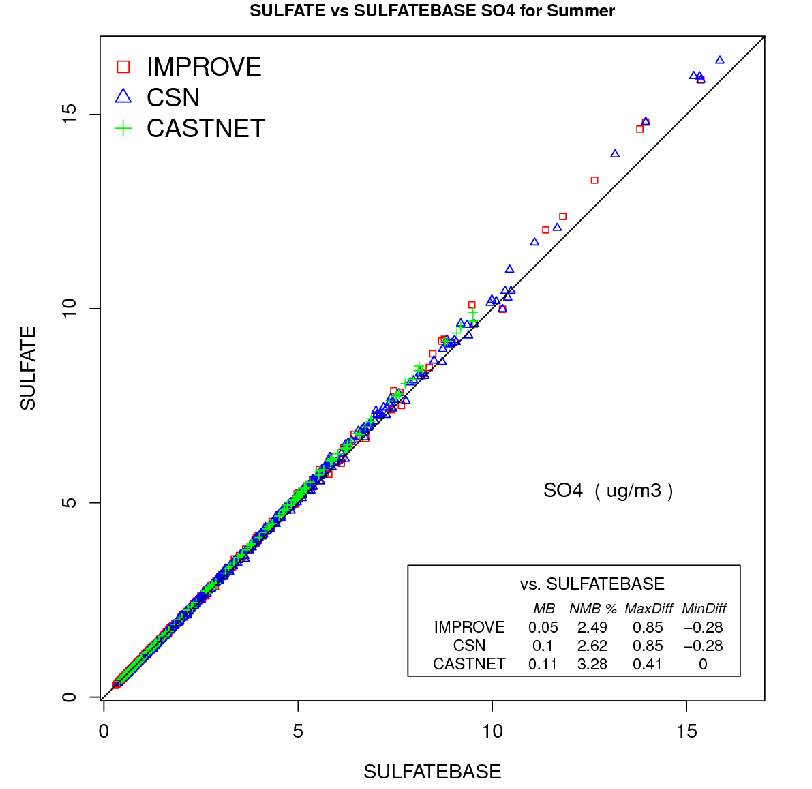 SULFATE vs SULFATEBASE SO4 for Summer
IMPROVE
CSN
CASTNET
15
10
5
0
SULFATE
SO4 ( ug/m3 )
vs. SULFATEBASE
MB NMB % MaxDiff MinDiff
IMPROVE 0.05 2.49 0.85 −0.28
CSN 0.1 2.62 0.85 −0.28
CASTNET 0.11 3.28 0.41 0
0 5 10 15
SULFATEBASE